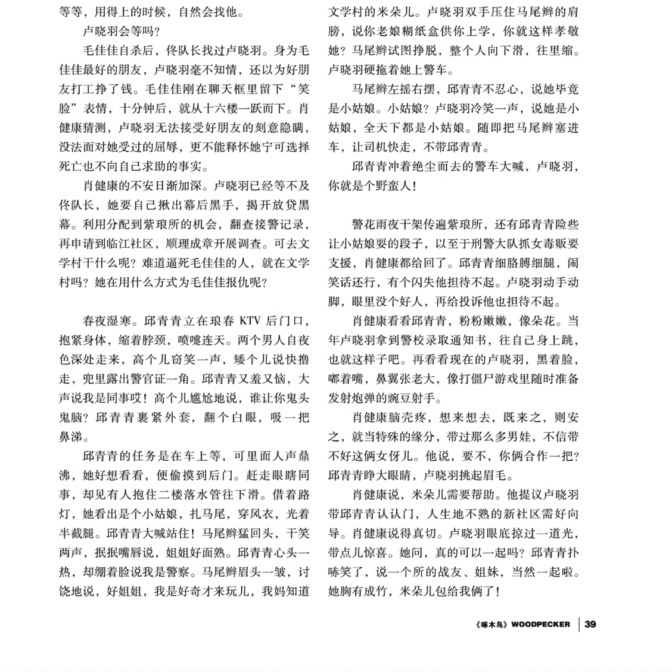 等等，用得上的时候，自然会找他。
卢晓羽会等吗？
毛佳佳自杀后，佟队长找过卢晓羽。身为毛
佳佳最好的朋友，卢晓羽毫不知情，还以为好朋
友打工挣了钱。毛佳佳刚在聊天框里留下“笑
脸”表情，十分钟后，就从十六楼一跃而下。肖
健康猜测，卢晓羽无法接受好朋友的刻意隐瞒，
没法面对她受过的屈辱，更不能释怀她宁可选择
死亡也不向自己求助的事实。
肖健康的不安日渐加深。卢晓羽已经等不及
佟队长，她要自己揪出幕后黑手，揭开放贷黑
幕。利用分配到紫琅所的机会，翻查接警记录，
再申请到临江社区，顺理成章开展调查。可去文
学村干什么呢？难道逼死毛佳佳的人，就在文学
村吗？她在用什么方式为毛佳佳报仇呢？
春夜湿寒。邱青青立在琅春 KTV 后门口，
抱紧身体，缩着脖颈，喷嚏连天。两个男人自夜
色深处走来，高个儿窃笑一声，矮个儿说快撸
走，兜里露出警官证一角。邱青青又羞又恼，大
声说我是同事哎！高个儿尴尬地说，谁让你鬼头
鬼脑？邱青青裹紧外套，翻个白眼，吸一把
鼻涕。
邱青青的任务是在车上等，可里面人声鼎
沸，她好想看看，便偷摸到后门。赶走眼瞎同
事，却见有人抱住二楼落水管往下滑。借着路
灯，她看出是个小姑娘，扎马尾，穿风衣，光着
半截腿。邱青青大喊站住！马尾辫猛回头，干笑
两声，抿抿嘴唇说，姐姐好面熟。邱青青心头一
热，却绷着脸说我是警察。马尾辫眉头一皱，讨
饶地说，好姐姐，我是好奇才来玩儿，我妈知道
文学村的米朵儿。卢晓羽双手压住马尾辫的肩
膀，说你老娘糊纸盒供你上学，你就这样孝敬
她？马尾辫试图挣脱，整个人向下滑，往里缩。
卢晓羽硬拖着她上警车。
马尾辫左摇右摆，邱青青不忍心，说她毕竟
是小姑娘。小姑娘？卢晓羽冷笑一声，说她是小
姑娘，全天下都是小姑娘。随即把马尾辫塞进
车，让司机快走，不带邱青青。
邱青青冲着绝尘而去的警车大喊，卢晓羽，
你就是个野蛮人！
警花雨夜干架传遍紫琅所，还有邱青青险些
让小姑娘耍的段子，以至于刑警大队抓女毒贩要
支援，肖健康都给回了。邱青青细胳膊细腿，闹
笑话还行，有个闪失他担待不起。卢晓羽动手动
脚，眼里没个好人，再给投诉他也担待不起。
肖健康看看邱青青，粉粉嫩嫩，像朵花。当
年卢晓羽拿到警校录取通知书，往自己身上跳，
也就这样子吧。再看看现在的卢晓羽，黑着脸，
嘟着嘴，鼻翼张老大，像打僵尸游戏里随时准备
发射炮弹的豌豆射手。
肖健康脑壳疼，想来想去，既来之，则安
之，就当特殊的缘分，带过那么多男娃，不信带
不好这俩女伢儿。他说，要不，你俩合作一把？
邱青青睁大眼睛，卢晓羽挑起眉毛。
肖健康说，米朵儿需要帮助。他提议卢晓羽
带邱青青认认门，人生地不熟的新社区需好向
导。肖健康说得真切。卢晓羽眼底掠过一道光，
带点儿惊喜。她问，真的可以一起吗？邱青青扑
哧笑了，说一个所的战友、姐妹，当然一起啦。
她胸有成竹，米朵儿包给我俩了！
《啄木鸟》WOODPECKER 39